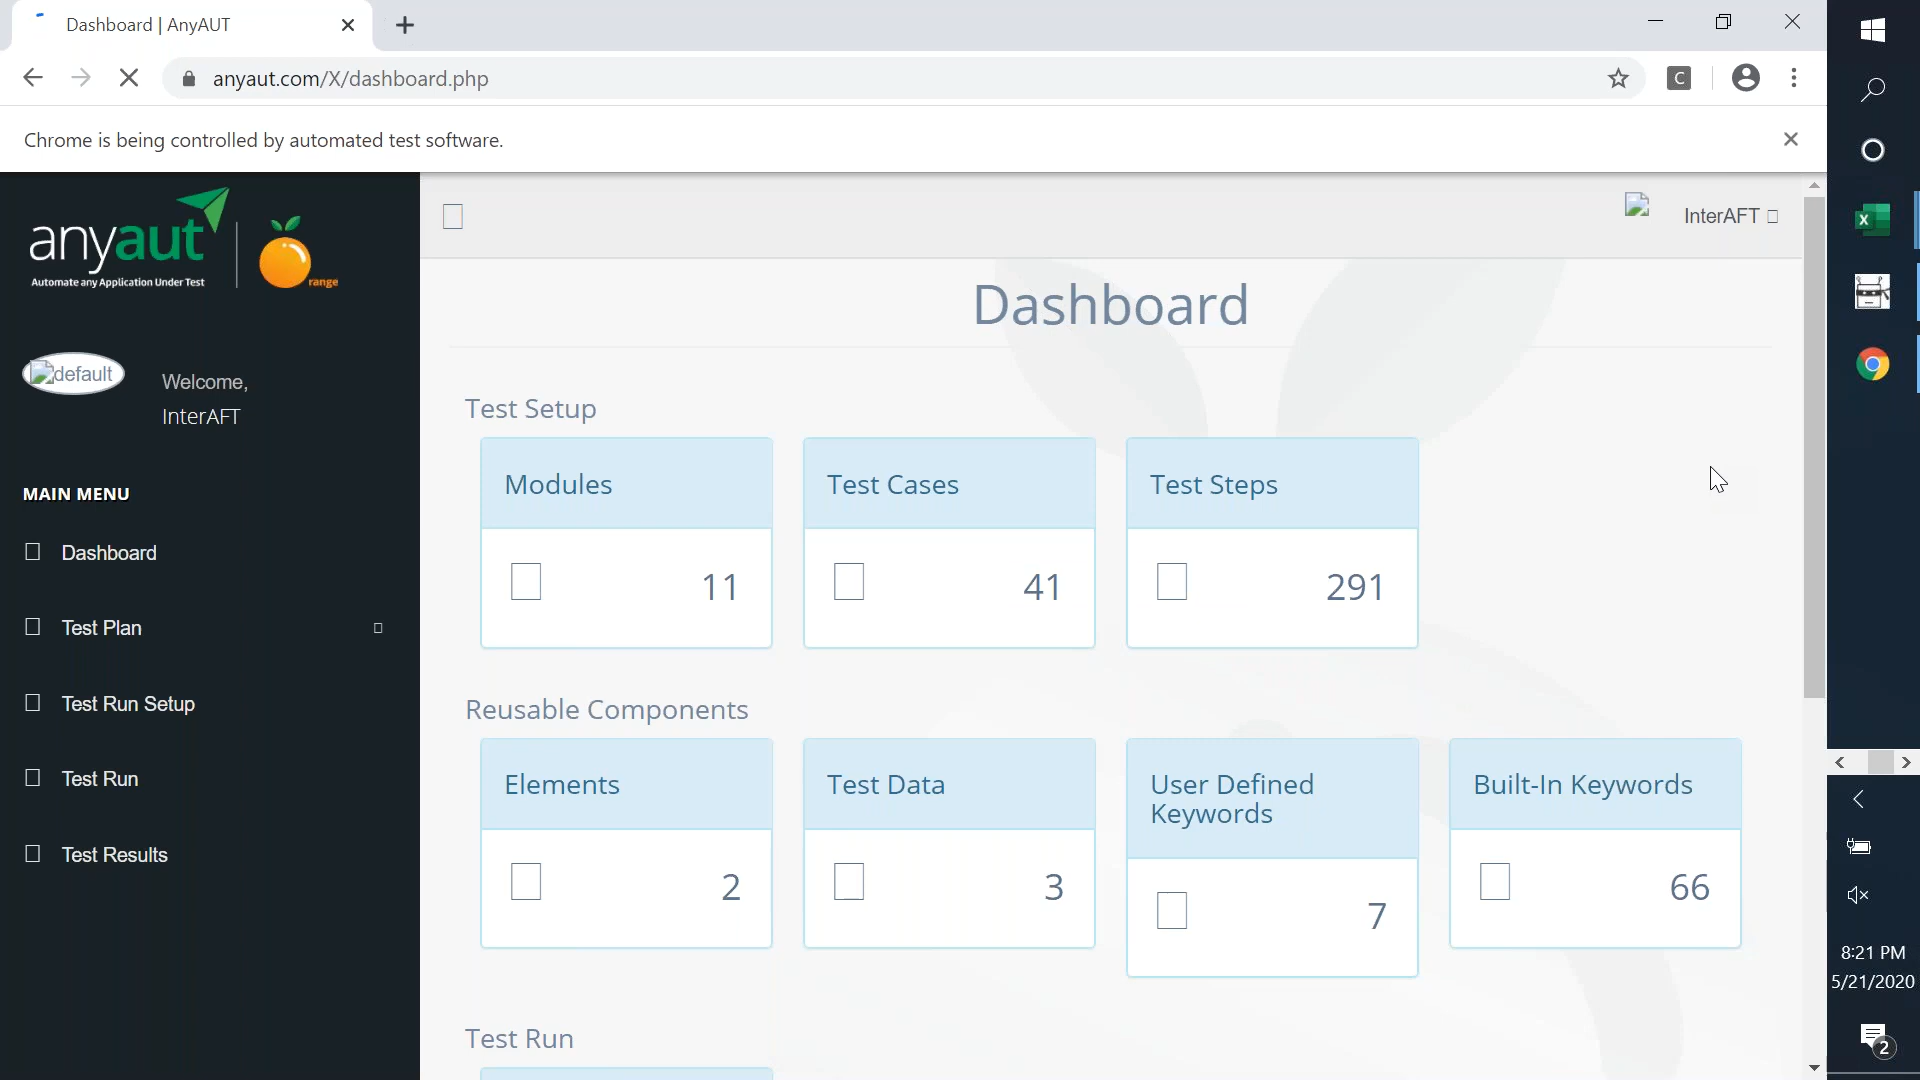 Dashboard | AnyAUT
anyaut.com/X/dashboard.php
C
Chrome is being controlled by automated test software.
anyaut
Automate any Application Under Test
range
InterAFT
default
Welcome,
InterAFT
MAIN MENU
Dashboard
Test Plan
Test Run Setup
Test Run
Test Results
Dashboard
Test Setup
Modules
11
Test Cases
41
Test Steps
291
Reusable Components
Elements
2
Test Data
3
User Defined
Keywords
7
Built-In Keywords
66
Test Run
8:21 PM
5/21/2020
2